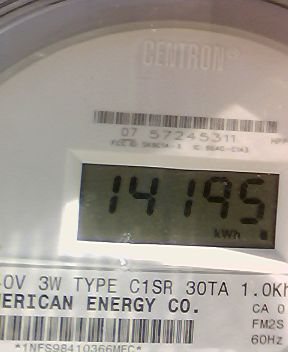 CENTRON
07 57245311
14195
kWh
0V 3W TYPE C1SR 30TA 1.0Kh
ERICAN ENERGY CO.
CA 0
FM2S
60Hz
*1NFS98410366MFC*